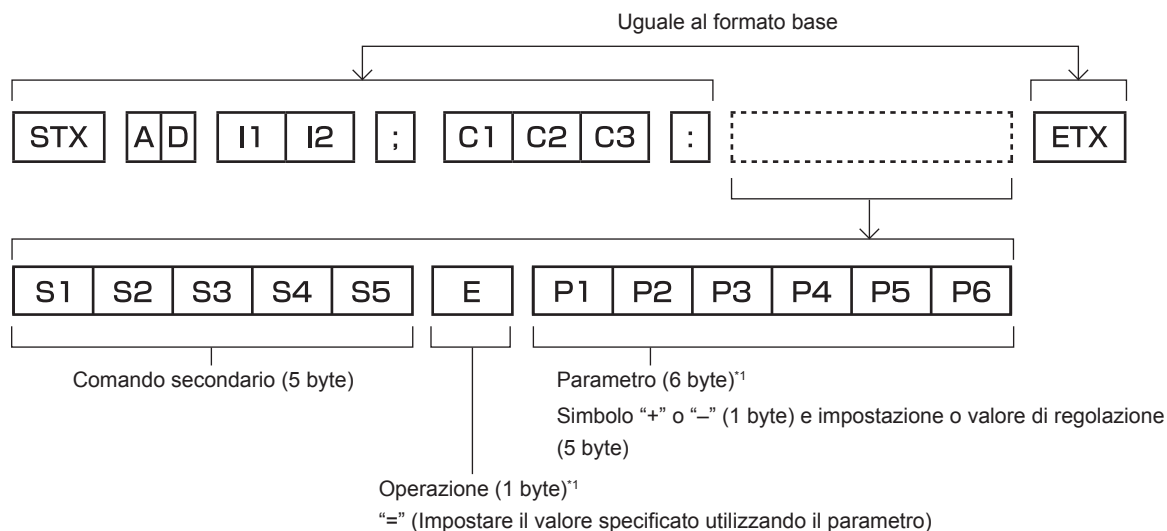 Uguale al formato base
STX A D I1 I2 ; C1 C2 C3 : ETX
S1 S2 S3 S4 S5 E P1 P2 P3 P4 P5 P6
Comando secondario (5 byte)
Parametro (6 byte)*1
Simbolo “+” o “–” (1 byte) e impostazione o valore di regolazione
(5 byte)
Operazione (1 byte)*1
“=” (Impostare il valore specificato utilizzando il parametro)